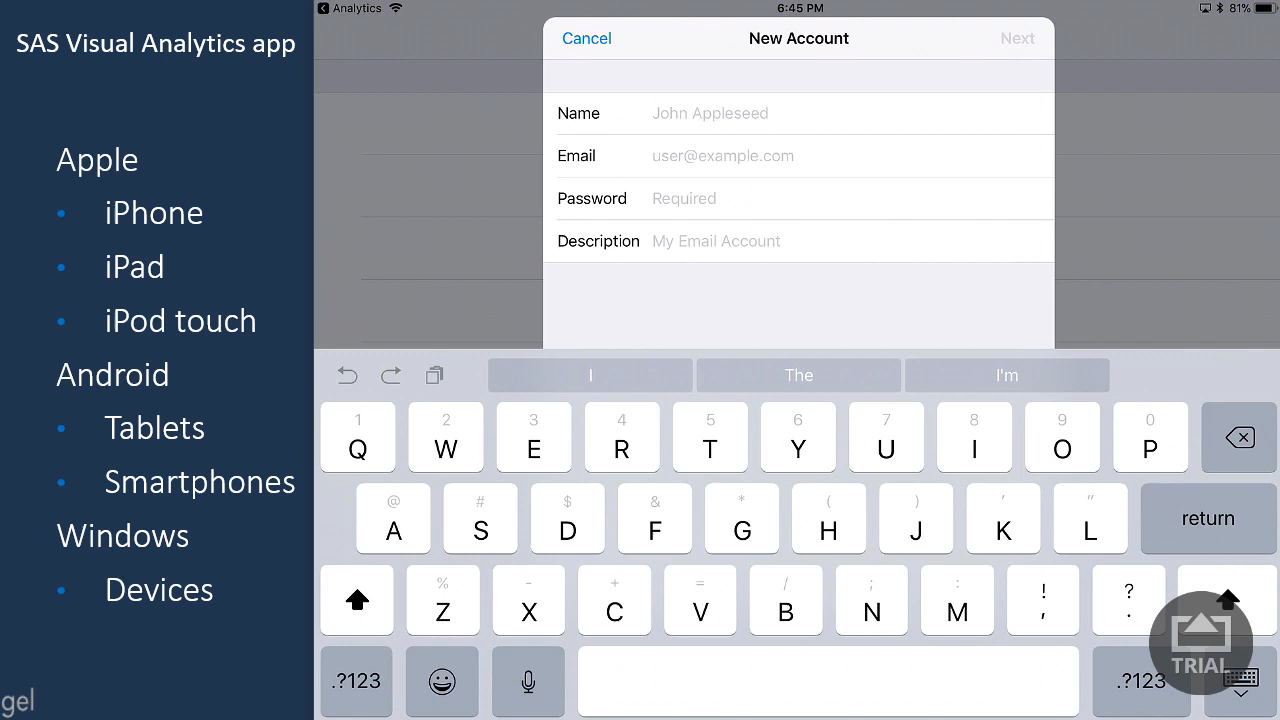 SAS Visual Analytics app
Apple
• iPhone
• iPad
• iPod touch
Android
• Tablets
• Smartphones
Windows
• Devices
gel
Analytics
6:45 PM
81%
Cancel
New Account
Next
Name John Appleseed
Email user@example.com
Password Required
Description My Email Account
I The I'm
1 2 3 4 5 6 7 8 9 0
Q W E R T Y U I O P
@ # $ & * ( ) ' "
A S D F G H J K L return
% - + = / ; : ! ?
Z X C V B N M , .
.?123 .?123
TRIAL